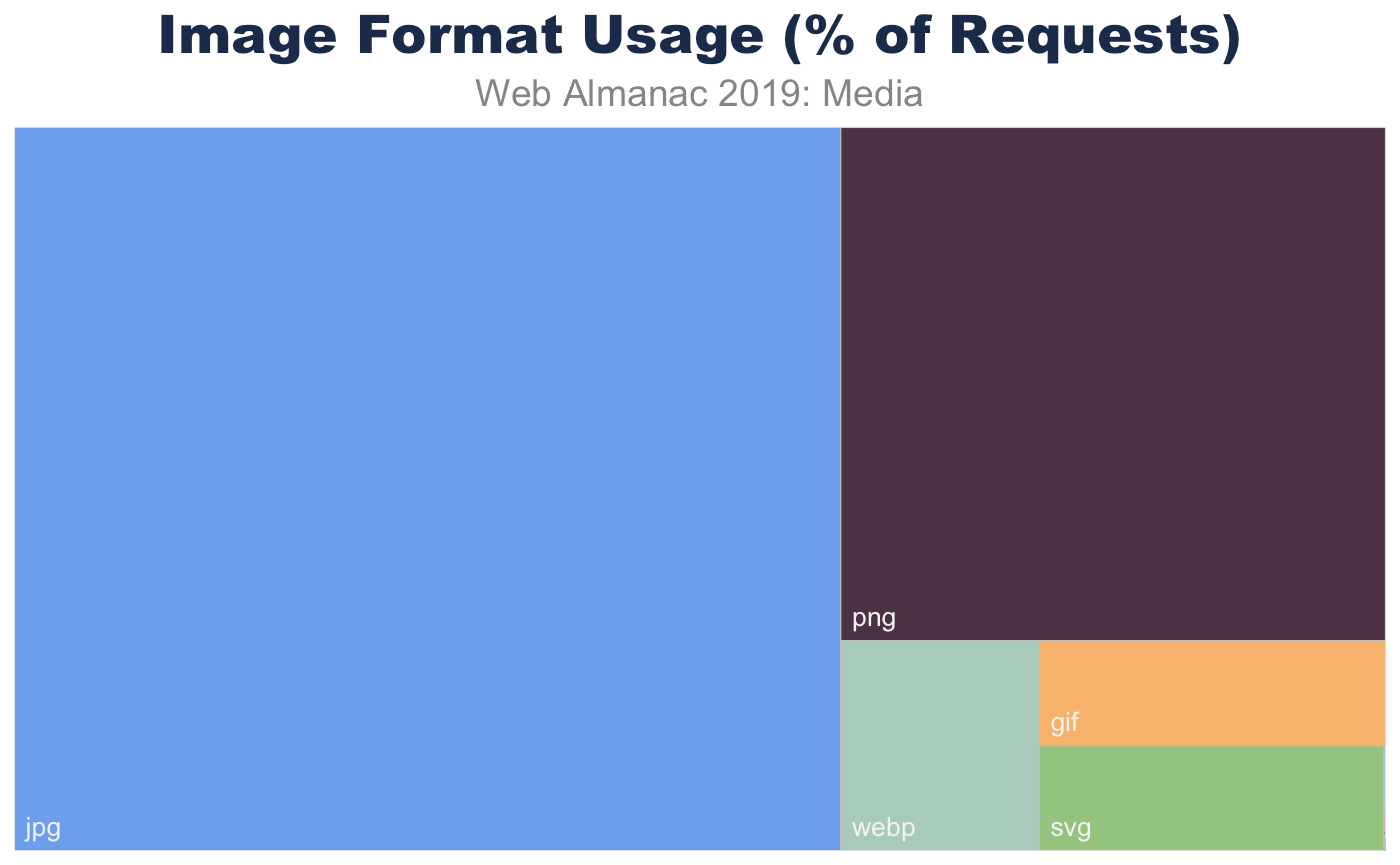 Image Format Usage (% of Requests)
Web Almanac 2019: Media
png
gif
jpg
webp
svg